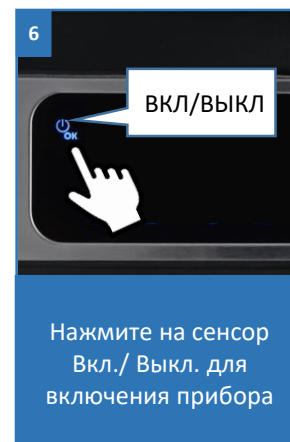 6
ВКЛ/ВЫКЛ
OK
Нажмите на сенсор
Вкл./ Выкл. для
включения прибора